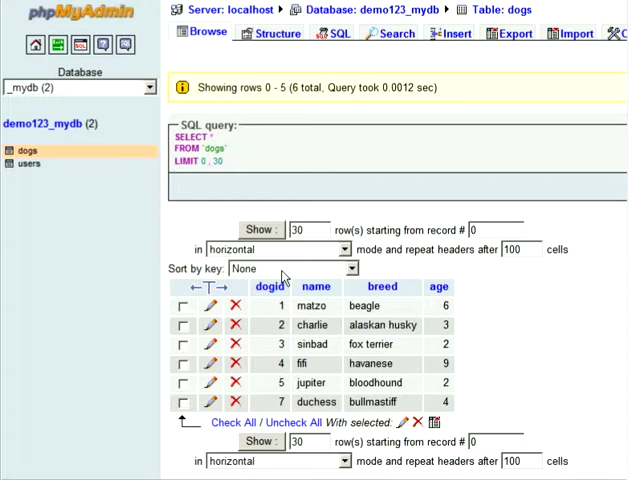 phpMyAdmin
Database
_mydb (2)
demo123_mydb (2)
dogs
users
Server: localhost Database: demo123_mydb Table: dogs
Browse Structure SQL Search Insert Export Import
Showing rows 0 - 5 (6 total, Query took 0.0012 sec)
SQL query:
SELECT *
FROM `dogs`
LIMIT 0 , 30
Show : 30 row(s) starting from record # 0
in horizontal mode and repeat headers after 100 cells
Sort by key: None
←T→ dogid name breed age
1 matzo beagle 6
2 charlie alaskan husky 3
3 sinbad fox terrier 2
4 fifi havanese 9
5 jupiter bloodhound 2
7 duchess bullmastiff 4
Check All / Uncheck All With selected:
Show : 30 row(s) starting from record # 0
in horizontal mode and repeat headers after 100 cells